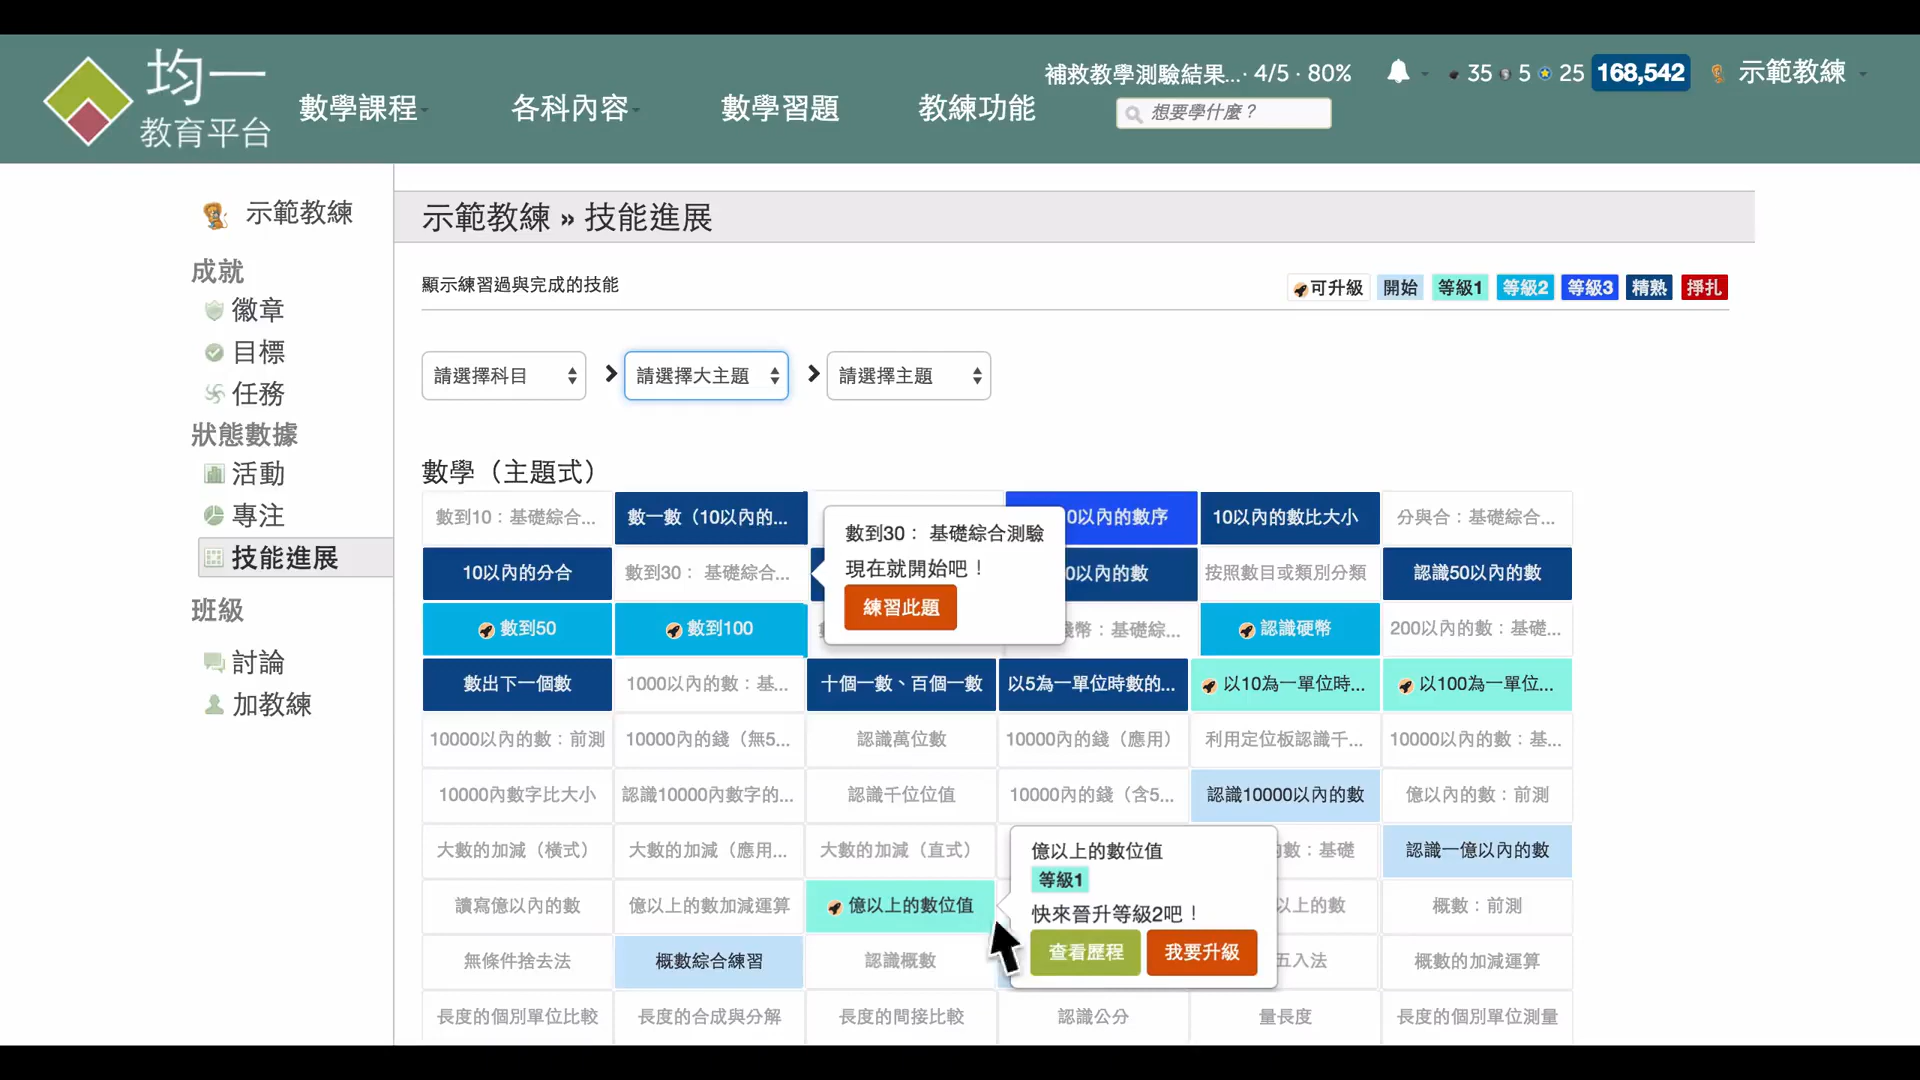 均一
教育平台
數學課程
各科內容
數學習題
教練功能
補救教學測驗結果...· 4/5 · 80%
35 5 25 168,542
示範教練
想要學什麼？
示範教練
成就
徽章
目標
任務
狀態數據
活動
專注
技能進展
班級
討論
加教練
示範教練 » 技能進展
顯示練習過與完成的技能
可升級 開始 等級1 等級2 等級3 精熟 掙扎
請選擇科目
請選擇大主題
請選擇主題
數學（主題式）
數到10：基礎綜合... 數一數（10以內的... 0以內的數序 10以內的數比大小 分與合：基礎綜合...
數到30： 基礎綜合測驗
現在就開始吧！
練習此題
10以內的分合 數到30： 基礎綜合... 0以內的數 按照數目或類別分類 認識50以內的數
數到50 數到100 幣：基礎綜... 認識硬幣 200以內的數：基礎...
數出下一個數 1000以內的數：基... 十個一數、百個一數 以5為一單位時數的... 以10為一單位時... 以100為一單位...
10000以內的數：前測 10000內的錢（無5... 認識萬位數 10000內的錢（應用） 利用定位板認識千... 10000以內的數：基...
10000內數字比大小 認識10000內數字的... 認識千位位值 10000內的錢（含5... 認識10000以內的數 億以內的數：前測
大數的加減（橫式） 大數的加減（應用... 大數的加減（直式） 的數：基礎 認識一億以內的數
億以上的數位值
等級1
快來晉升等級2吧！
查看歷程 我要升級
讀寫億以內的數 億以上的數加減運算 億以上的數位值 以上的數 概數：前測
無條件捨去法 概數綜合練習 認識概數 五入法 概數的加減運算
長度的個別單位比較 長度的合成與分解 長度的間接比較 認識公分 量長度 長度的個別單位測量